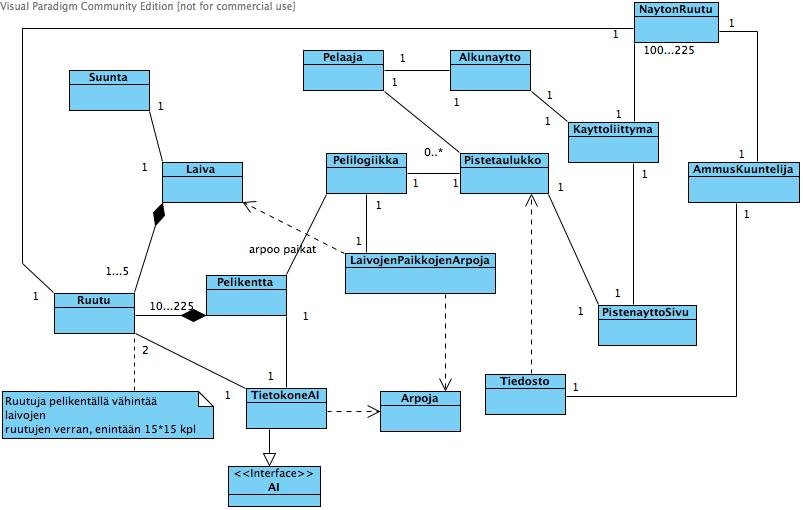 Visual Paradigm Community Edition [not for commercial use]
NaytonRuutu
1
1
100...225
Pelaaja
1
Alkunaytto
1
1
Suunta
1
1
1
1
Kayttoliittyma
0..*
1
Laiva
Pelilogiikka
1
1
Pistetaulukko
1
1
1
AmmusKuuntelija
1
1
arpoo paikat
1
LaivojenPaikkojenArpoja
1...5
Pelikentta
1
Ruutu
10...225
1
1
1
PistenayttoSivu
2
1
1
Tiedosto
1
TietokoneAI
Arpoja
Ruutuja pelikentällä vähintää
laivojen
ruutujen verran, enintään 15*15 kpl
<<Interface>>
AI